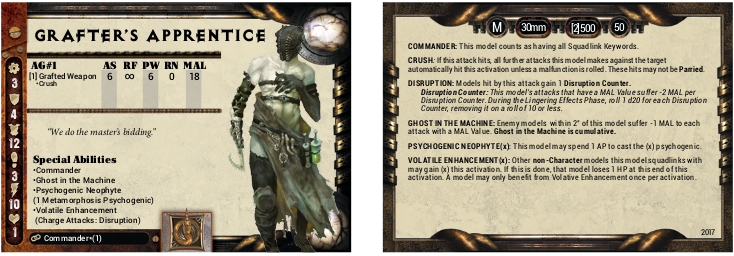 GRAFTER'S APPRENTICE
AG#1 AS RF PW RN MAL
[1] Grafted Weapon 6 ∞ 6 0 18
•Crush
3
4
12
3
10
1
"We do the master's bidding."
Special Abilities
•Commander
•Ghost in the Machine
•Psychogenic Neophyte
(1 Metamorphosis Psychogenic)
•Volatile Enhancement
(Charge Attacks: Disruption)
Commander•(1)
M 30mm 500 50
COMMANDER: This model counts as having all Squadlink Keywords.
CRUSH: If this attack hits, all further attacks this model makes against the target
automatically hit this activation unless a malfunction is rolled. These hits may not be Parried.
DISRUPTION: Models hit by this attack gain 1 Disruption Counter.
Disruption Counter: This model's attacks that have a MAL Value suffer -2 MAL per
Disruption Counter. During the Lingering Effects Phase, roll 1 d20 for each Disruption
Counter, removing it on a roll of 10 or less.
GHOST IN THE MACHINE: Enemy models within 2" of this model suffer -1 MAL to each
attack with a MAL Value. Ghost in the Machine is cumulative.
PSYCHOGENIC NEOPHYTE(x): This model may spend 1 AP to cast the (x) psychogenic.
VOLATILE ENHANCEMENT(x): Other non-Character models this model squadlinks with
may gain (x) this activation. If this is done, that model loses 1 HP at this end of this
activation. A model may only benefit from Volative Enhancement once per activation.
2017